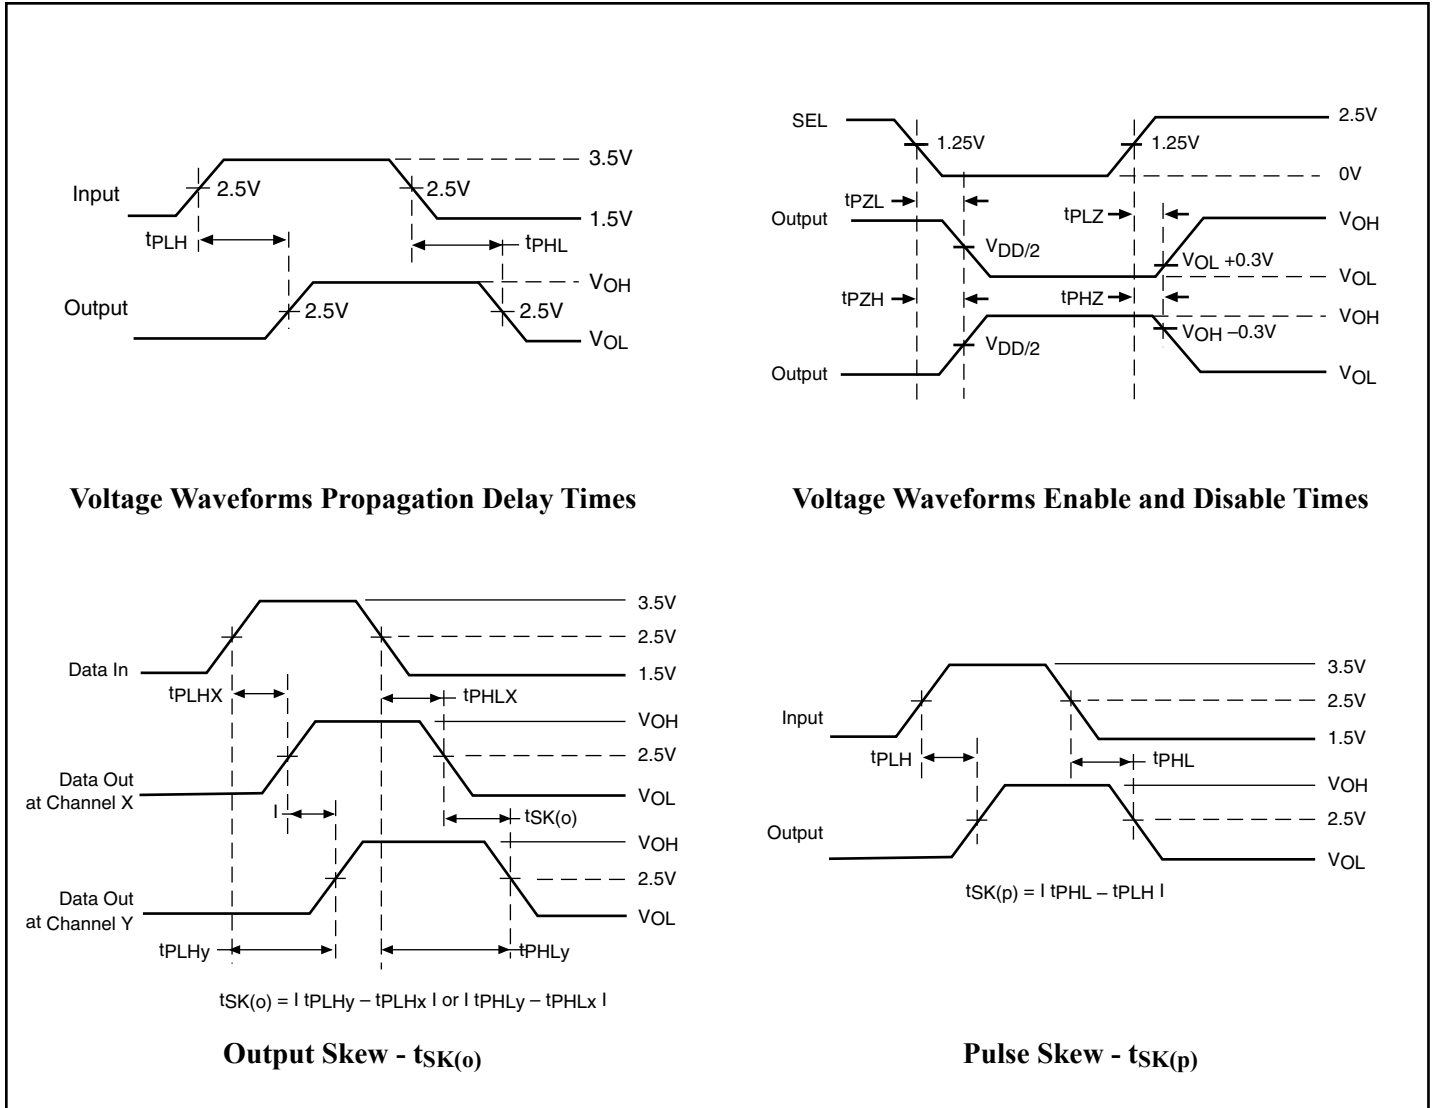 Input
2.5V
2.5V
3.5V
1.5V
tPLH
tPHL
Output
2.5V
2.5V
VOH
VOL
Voltage Waveforms Propagation Delay Times
SEL
1.25V
1.25V
2.5V
0V
tPZL
tPLZ
Output
VDD/2
VOL +0.3V
VOH
VOL
tPZH
tPHZ
Output
VDD/2
VOH –0.3V
VOH
VOL
Voltage Waveforms Enable and Disable Times
Data In
3.5V
2.5V
1.5V
tPLHX
tPHLX
Data Out
at Channel X
VOH
2.5V
VOL
I
tSK(o)
Data Out
at Channel Y
VOH
2.5V
VOL
tPLHy
tPHLy
tSK(o) = I tPLHy – tPLHx I or I tPHLy – tPHLx I
Output Skew - tSK(o)
Input
3.5V
2.5V
1.5V
tPLH
tPHL
Output
VOH
2.5V
VOL
tSK(p) = I tPHL – tPLH I
Pulse Skew - tSK(p)